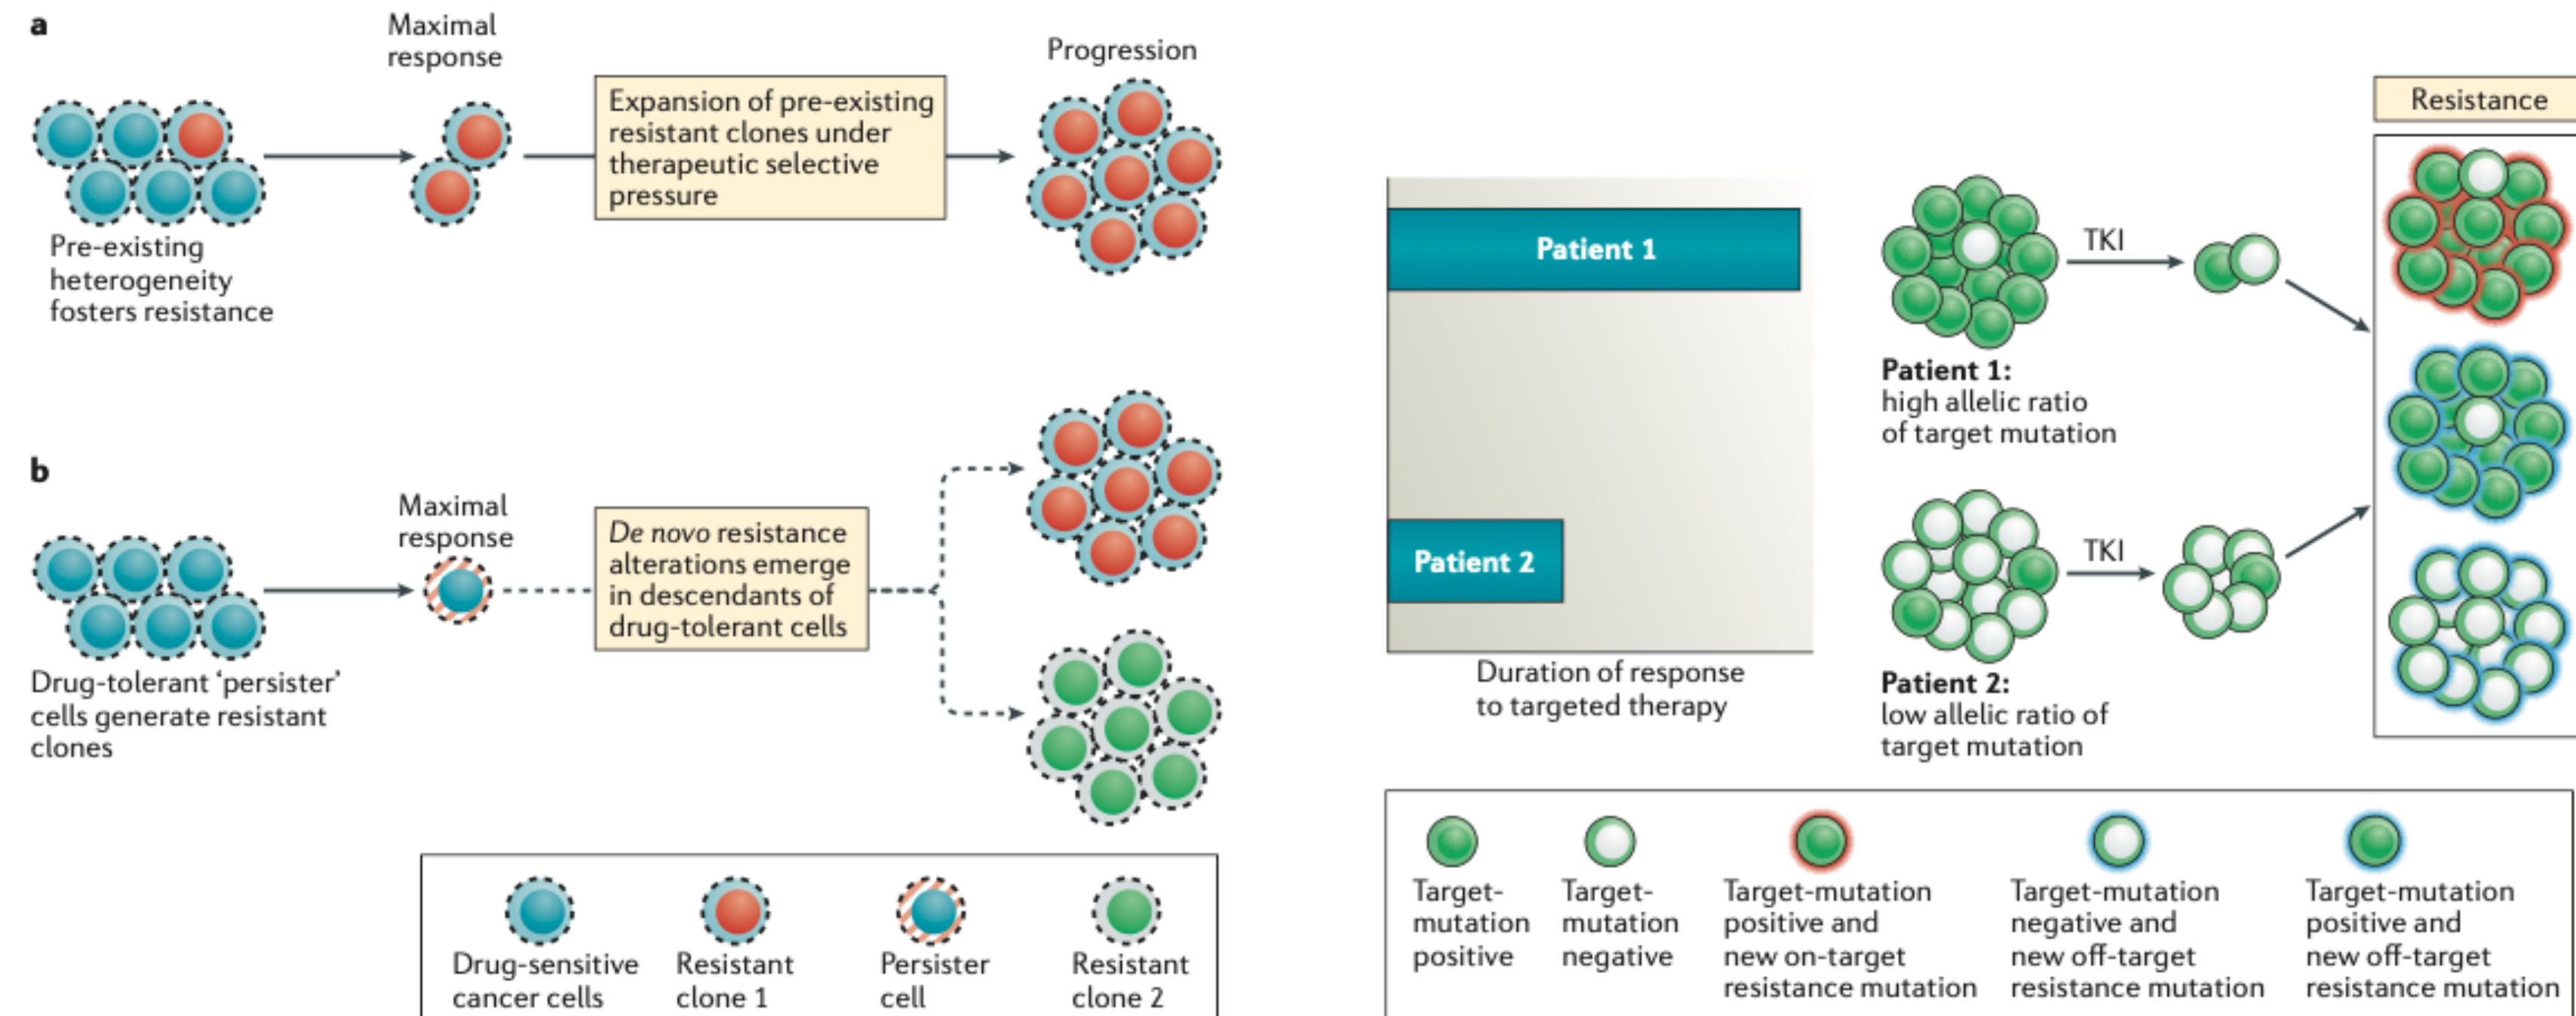 a
Maximal
response
Expansion of pre-existing
resistant clones under
therapeutic selective
pressure
Progression
Pre-existing
heterogeneity
fosters resistance
b
Maximal
response
De novo resistance
alterations emerge
in descendants of
drug-tolerant cells
Drug-tolerant ‘persister’
cells generate resistant
clones
Drug-sensitive
cancer cells
Resistant
clone 1
Persister
cell
Resistant
clone 2
Patient 1
Patient 2
Duration of response
to targeted therapy
TKI
Patient 1:
high allelic ratio
of target mutation
TKI
Patient 2:
low allelic ratio of
target mutation
Resistance
Target-
mutation
positive
Target-
mutation
negative
Target-mutation
positive and
new on-target
resistance mutation
Target-mutation
negative and
new off-target
resistance mutation
Target-mutation
positive and
new off-target
resistance mutation